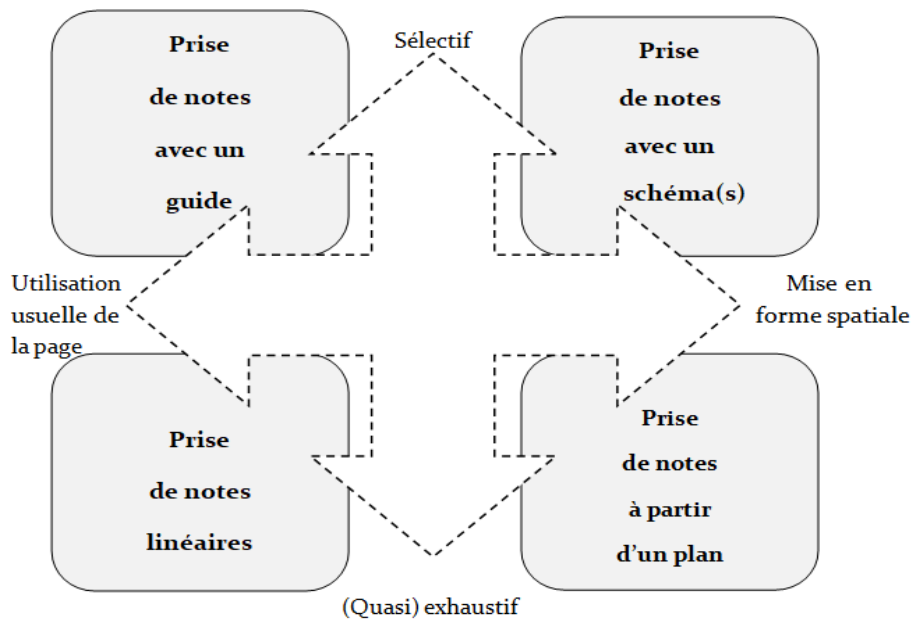 Prise
de notes
avec un
guide
Sélectif
Prise
de notes
avec un
schéma(s)
Utilisation
usuelle de
la page
Mise en
forme spatiale
Prise
de notes
linéaires
Prise
de notes
à partir
d'un plan
(Quasi) exhaustif